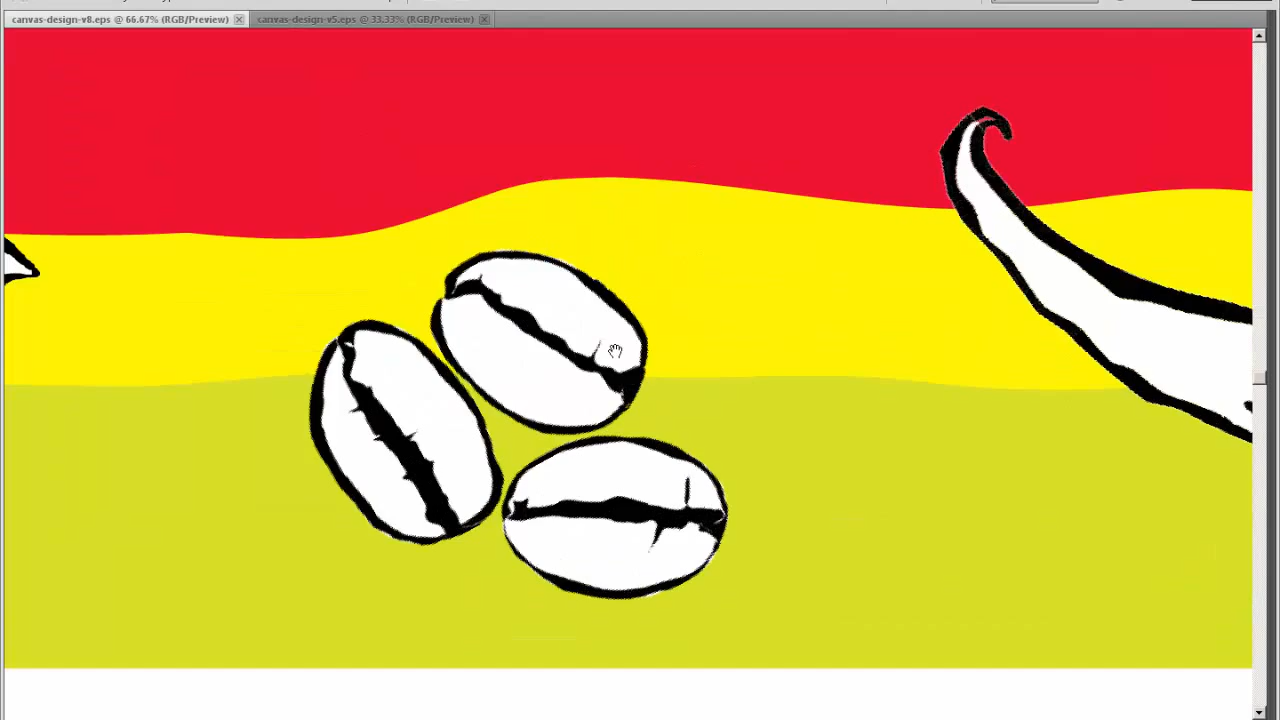 canvas-design-v8.eps @ 66.67% (RGB/Preview)
canvas-design-v5.eps @ 33.33% (RGB/Preview)